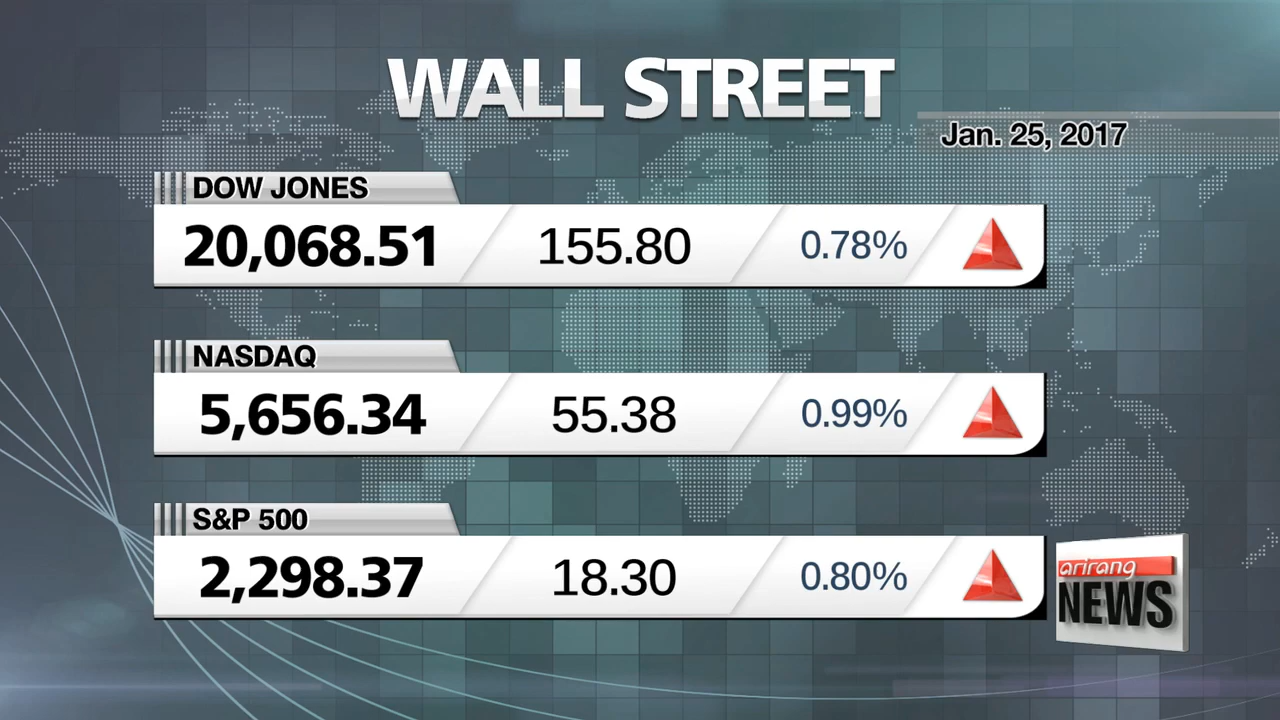 WALL STREET
Jan. 25, 2017
DOW JONES
20,068.51 155.80 0.78%
NASDAQ
5,656.34 55.38 0.99%
S&P 500
2,298.37 18.30 0.80%
arirang
NEWS